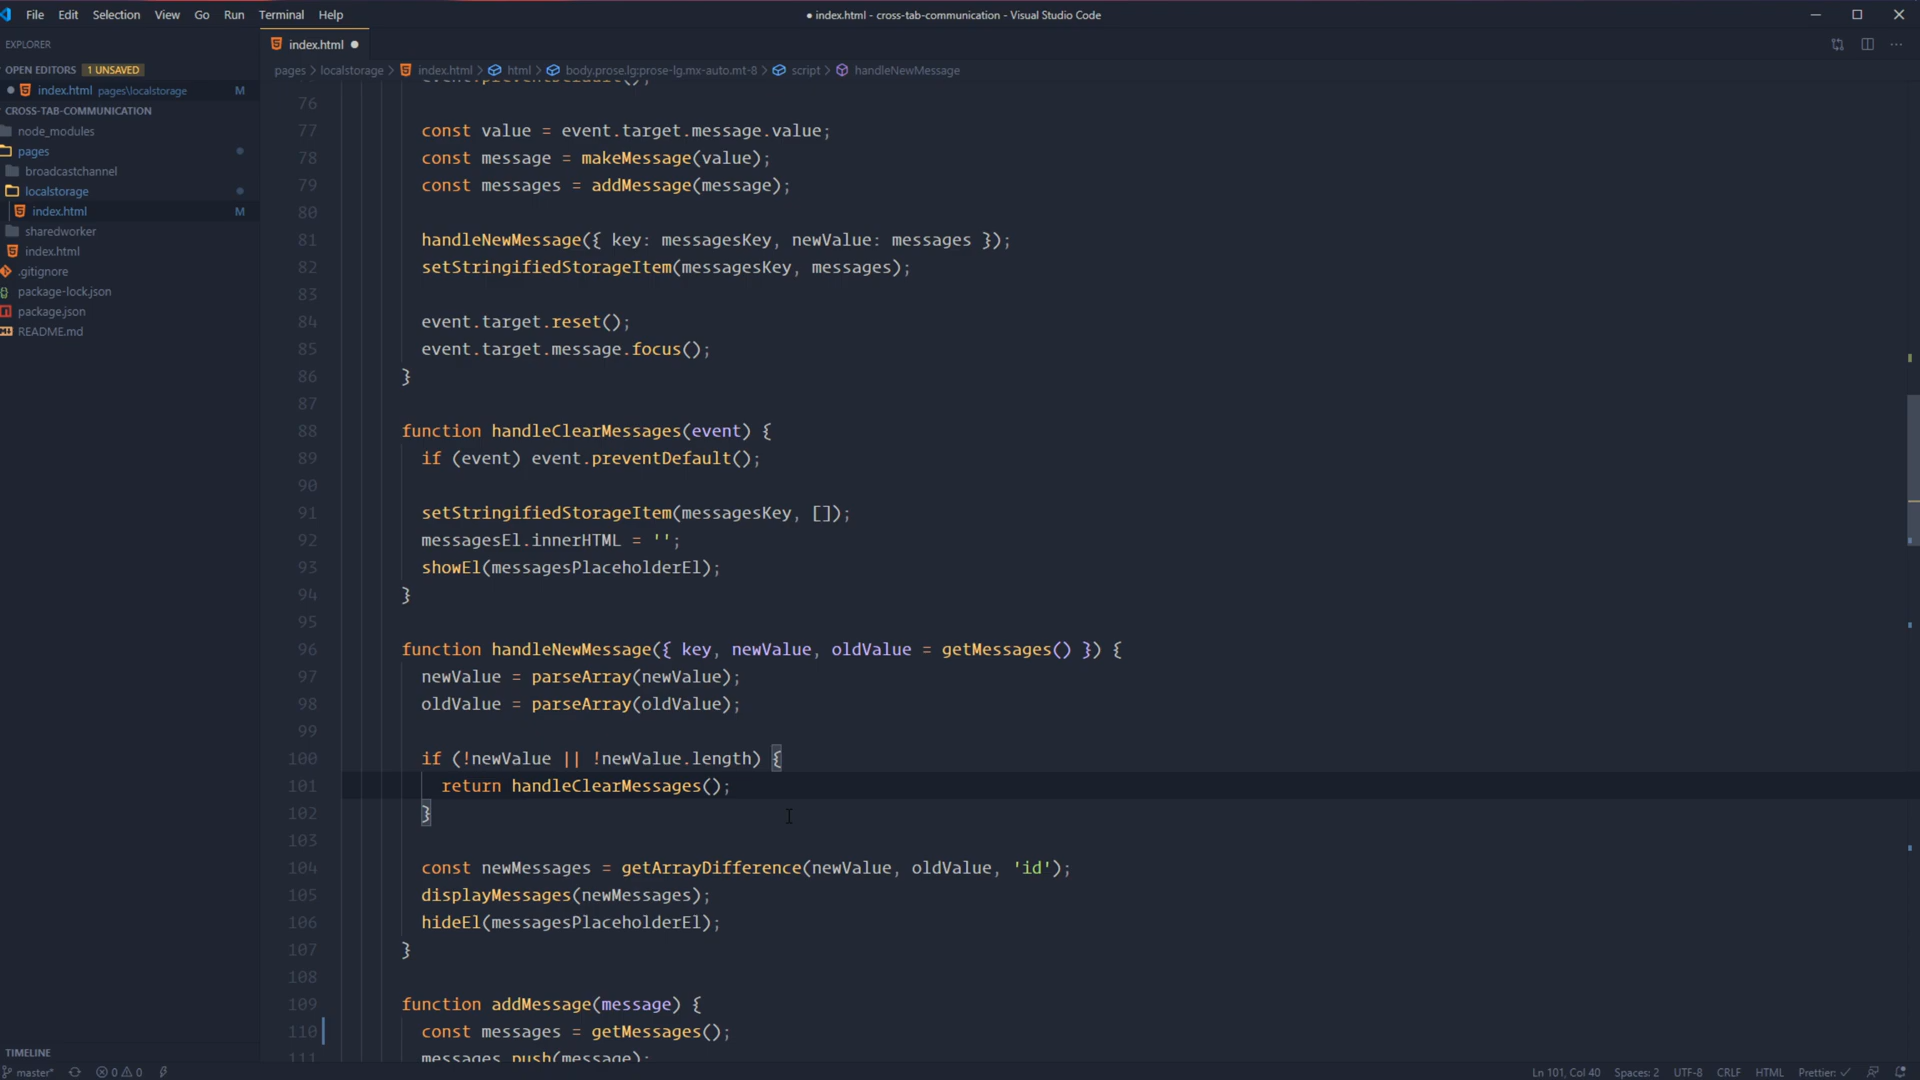 File Edit Selection View Go Run Terminal Help
● index.html - cross-tab-communication - Visual Studio Code
EXPLORER
OPEN EDITORS 1 UNSAVED
index.html pages\localstorage M
CROSS-TAB-COMMUNICATION
node_modules
pages
broadcastchannel
localstorage
index.html M
sharedworker
index.html
.gitignore
package-lock.json
package.json
README.md
TIMELINE
index.html ●
pages > localstorage > index.html > html > body.prose.lg:prose-lg.mx-auto.mt-8 > script > handleNewMessage
event.preventDefault();
76
77 const value = event.target.message.value;
78 const message = makeMessage(value);
79 const messages = addMessage(message);
80
81 handleNewMessage({ key: messagesKey, newValue: messages });
82 setStringifiedStorageItem(messagesKey, messages);
83
84 event.target.reset();
85 event.target.message.focus();
86 }
87
88 function handleClearMessages(event) {
89 if (event) event.preventDefault();
90
91 setStringifiedStorageItem(messagesKey, []);
92 messagesEl.innerHTML = '';
93 showEl(messagesPlaceholderEl);
94 }
95
96 function handleNewMessage({ key, newValue, oldValue = getMessages() }) {
97 newValue = parseArray(newValue);
98 oldValue = parseArray(oldValue);
99
100 if (!newValue || !newValue.length) {
101 return handleClearMessages();
102 }
103
104 const newMessages = getArrayDifference(newValue, oldValue, 'id');
105 displayMessages(newMessages);
106 hideEl(messagesPlaceholderEl);
107 }
108
109 function addMessage(message) {
110 const messages = getMessages();
111 messages.push(message);
master* 0 0 Ln 101, Col 40 Spaces: 2 UTF-8 CRLF HTML Prettier: ✓